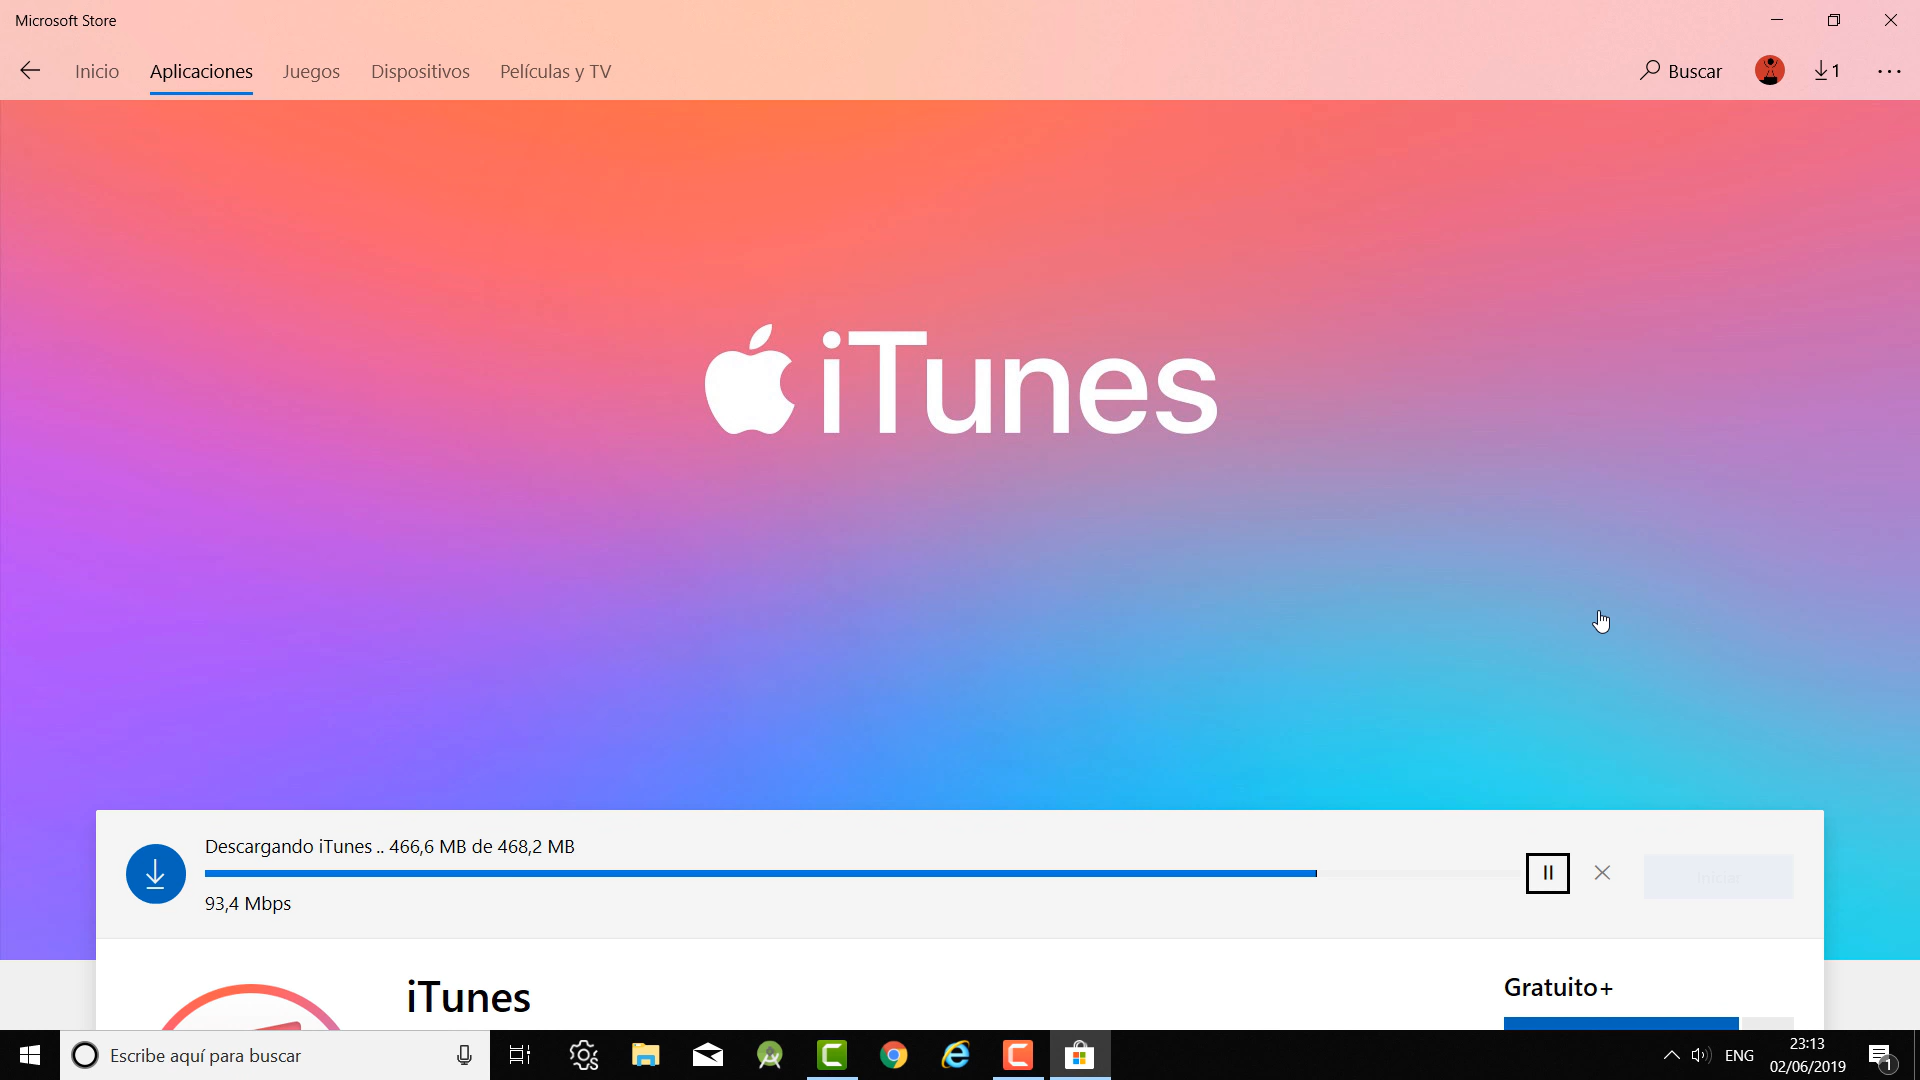 Microsoft Store
Inicio Aplicaciones Juegos Dispositivos Películas y TV Buscar 1
iTunes
Descargando iTunes .. 466,6 MB de 468,2 MB
93,4 Mbps
iTunes
Gratuito+
Escribe aquí para buscar
ENG
23:13
02/06/2019
1